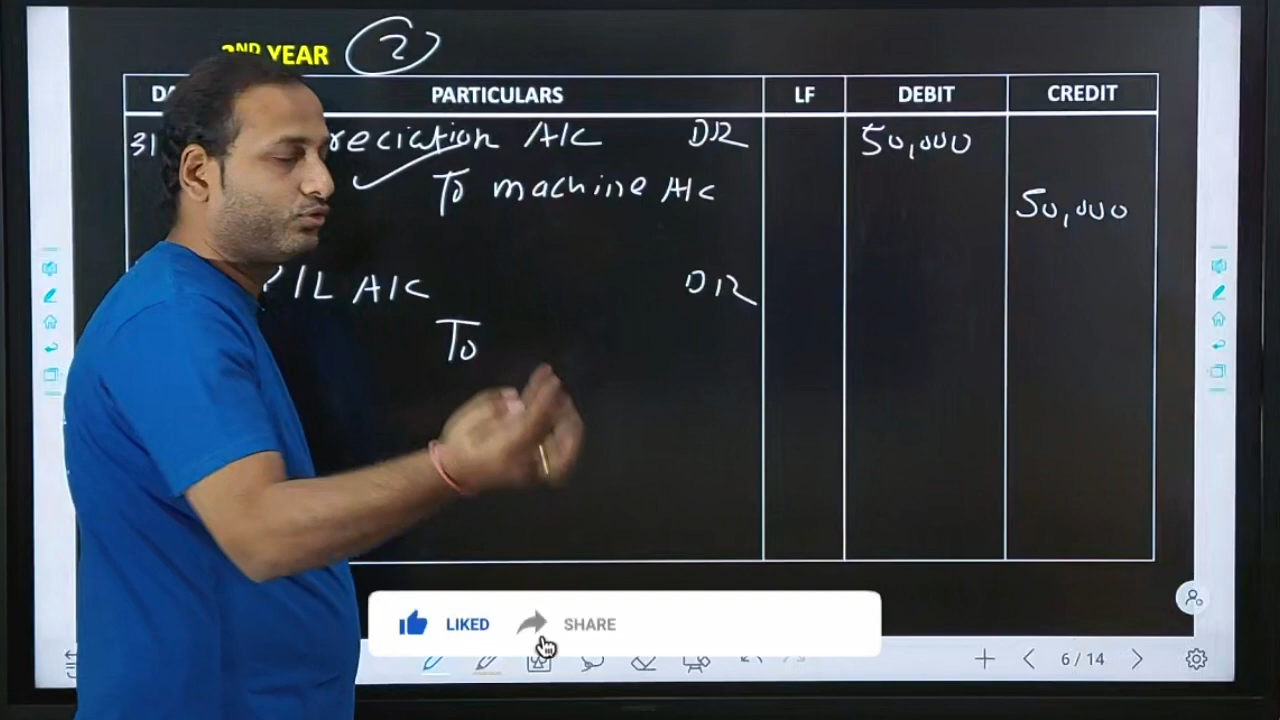 2ND YEAR 2
PARTICULARS LF DEBIT CREDIT
31 reciation A/C DR 50,000
To machine A/C
50,000
P/L A/C DR
To
LIKED SHARE
6 / 14